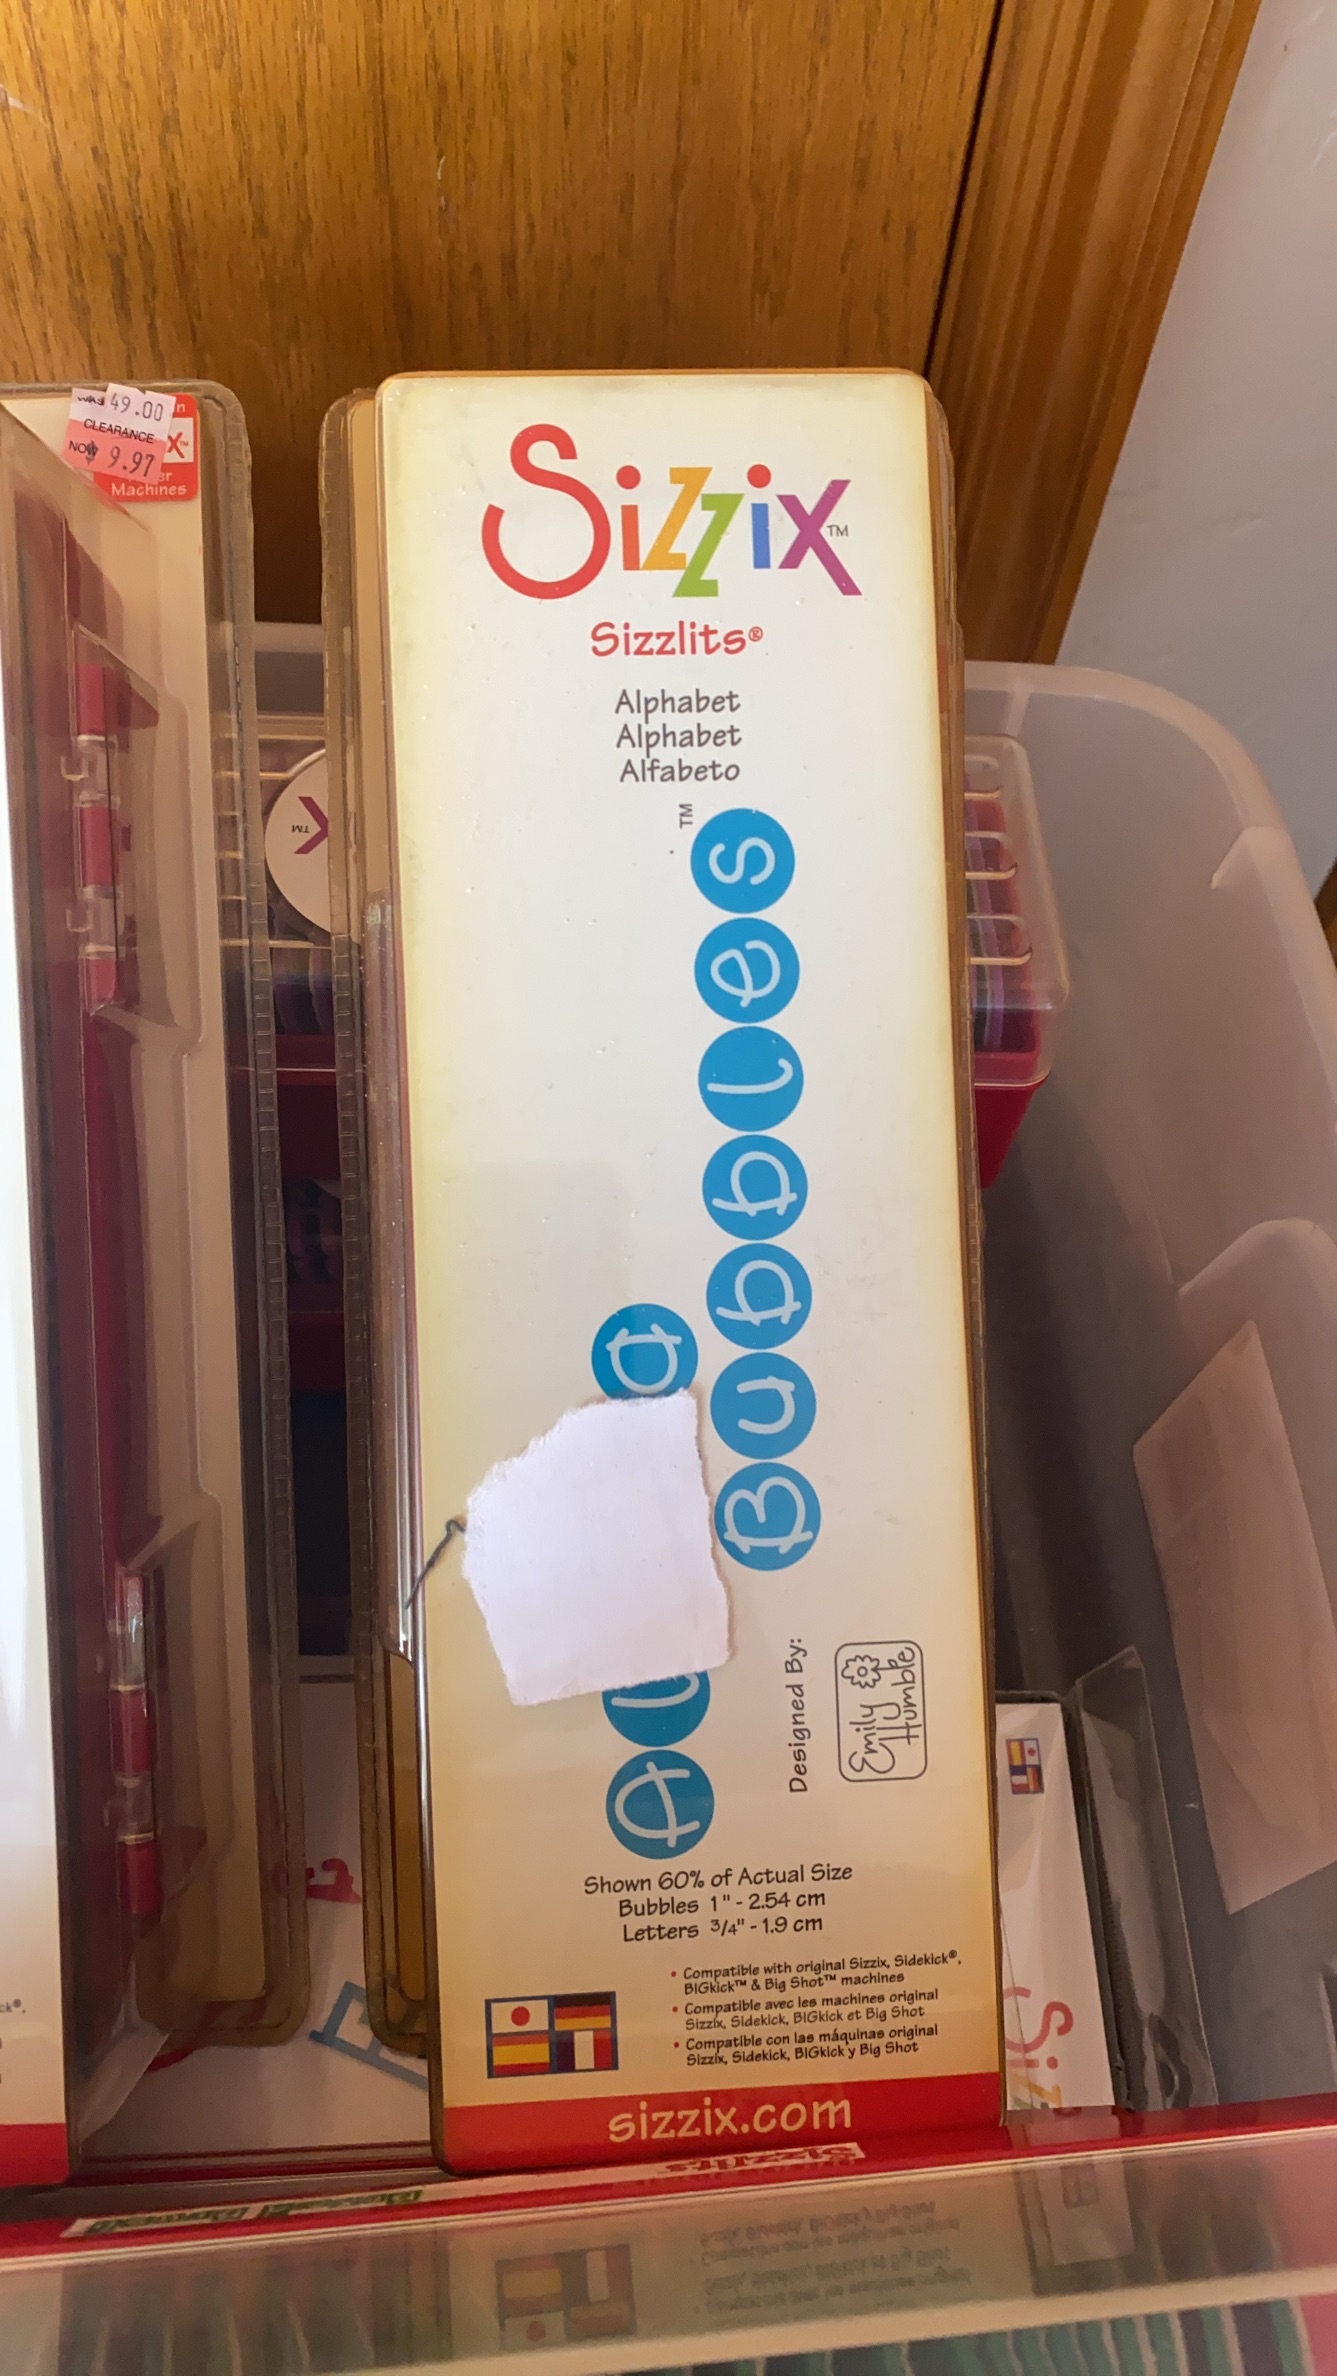 WAS 49.00
CLEARANCE
NOW $9.97
Machines
Sizzix™
Sizzlits®
Alphabet
Alphabet
Alfabeto
Bubbles™
Designed By:
Emily Humble
Shown 60% of Actual Size
Bubbles 1" - 2.54 cm
Letters 3/4" - 1.9 cm
• Compatible with original Sizzix, Sidekick®,
BIGkick™ & Big Shot™ machines
• Compatible avec les machines original
Sizzix, Sidekick, BIGkick et Big Shot
• Compatible con las máquinas original
Sizzix, Sidekick, BIGkick y Big Shot
sizzix.com
Sizzlits